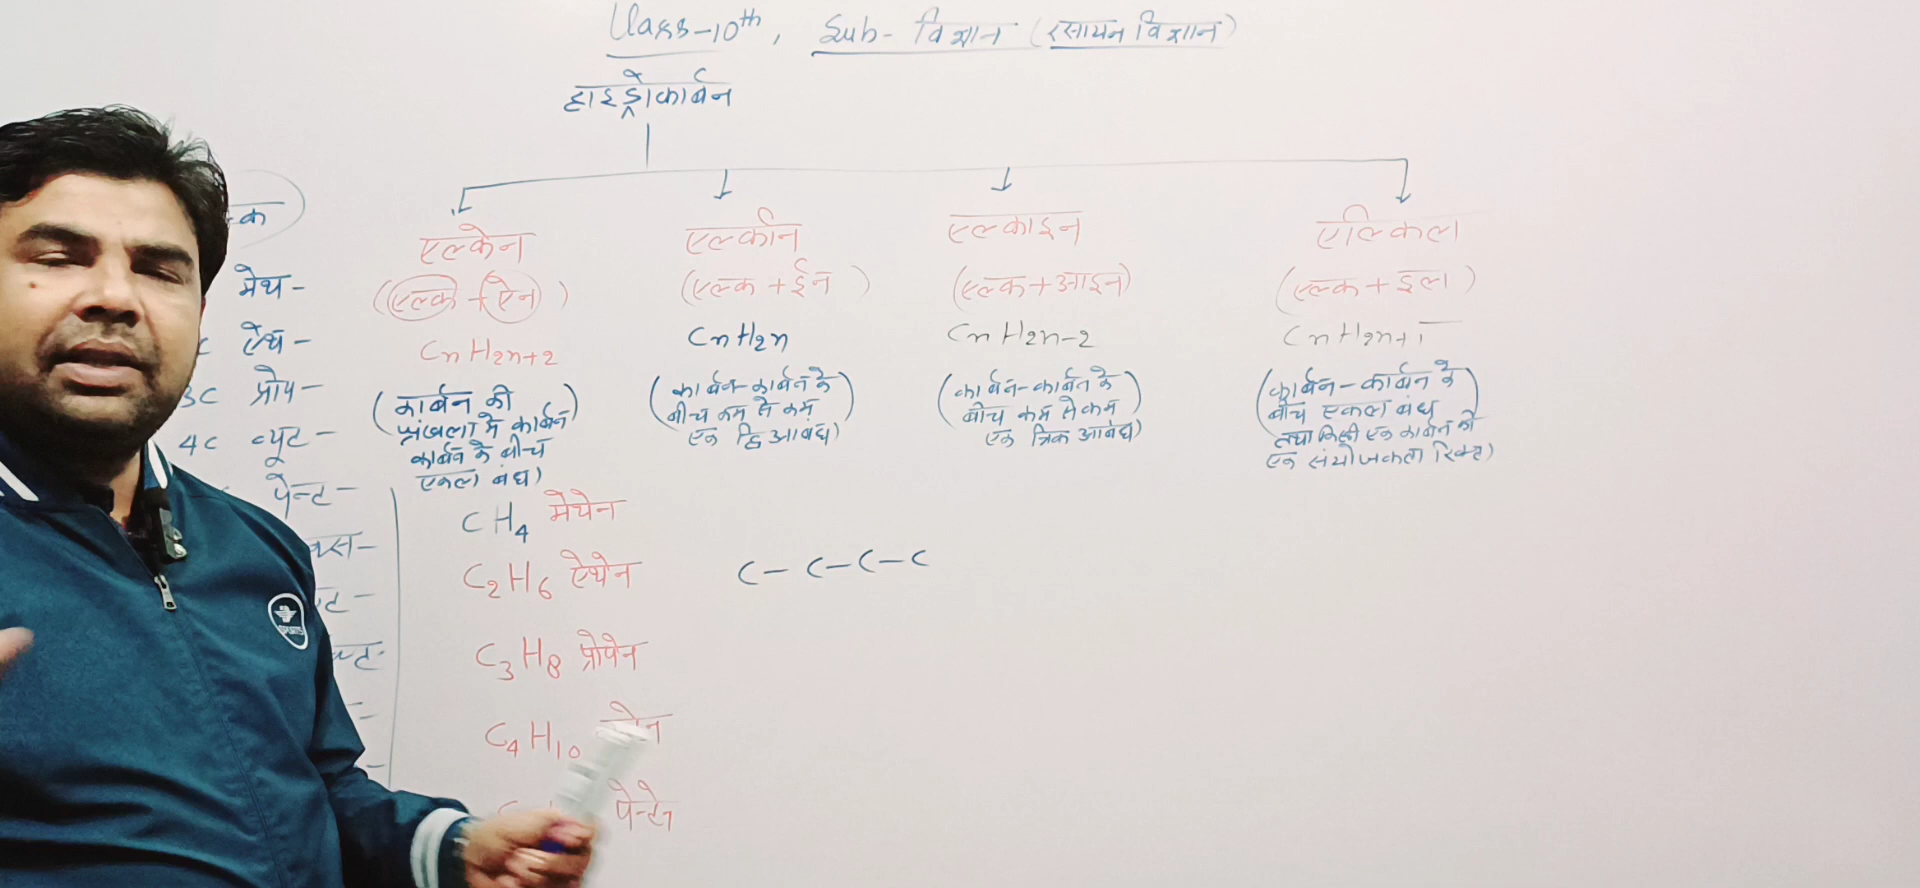 Class-10th, Sub- विज्ञान (रसायन विज्ञान)
हाइड्रोकार्बन
एल्केन
(एल्क + ऐन)
CnH2n+2
(कार्बन की
श्रंखला में कार्बन
कार्बन के बीच
एकल बंध)
एल्कीन
(एल्क + ईन)
CnH2n
(कार्बन-कार्बन के
बीच कम से कम
एक द्विआबंध)
एल्काइन
(एल्क+आइन)
CnH2n-2
(कार्बन-कार्बन के
बीच कम से कम
एक त्रिक आबंध)
एल्किल
(एल्क + इल)
CnH2n+1
(कार्बन-कार्बन के
बीच एकल बंध
तथा किसी एक कार्बन की
एक संयोजकता रिक्त)
मेथ-
ऐथ-
3C प्रोप-
4C ब्यूट-
पेन्ट-
CH4 मेथेन
C2H6 ऐथेन
C3H8 प्रोपेन
C4H10
पेन्टेन
C-C-C-C
SPORTS